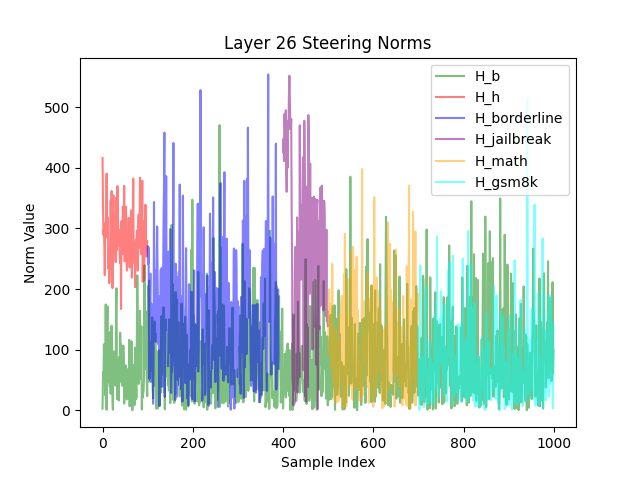 Layer 26 Steering Norms
H_b
H_h
H_borderline
H_jailbreak
H_math
H_gsm8k
500
400
300
200
100
0
Norm Value
0
200
400
600
800
1000
Sample Index